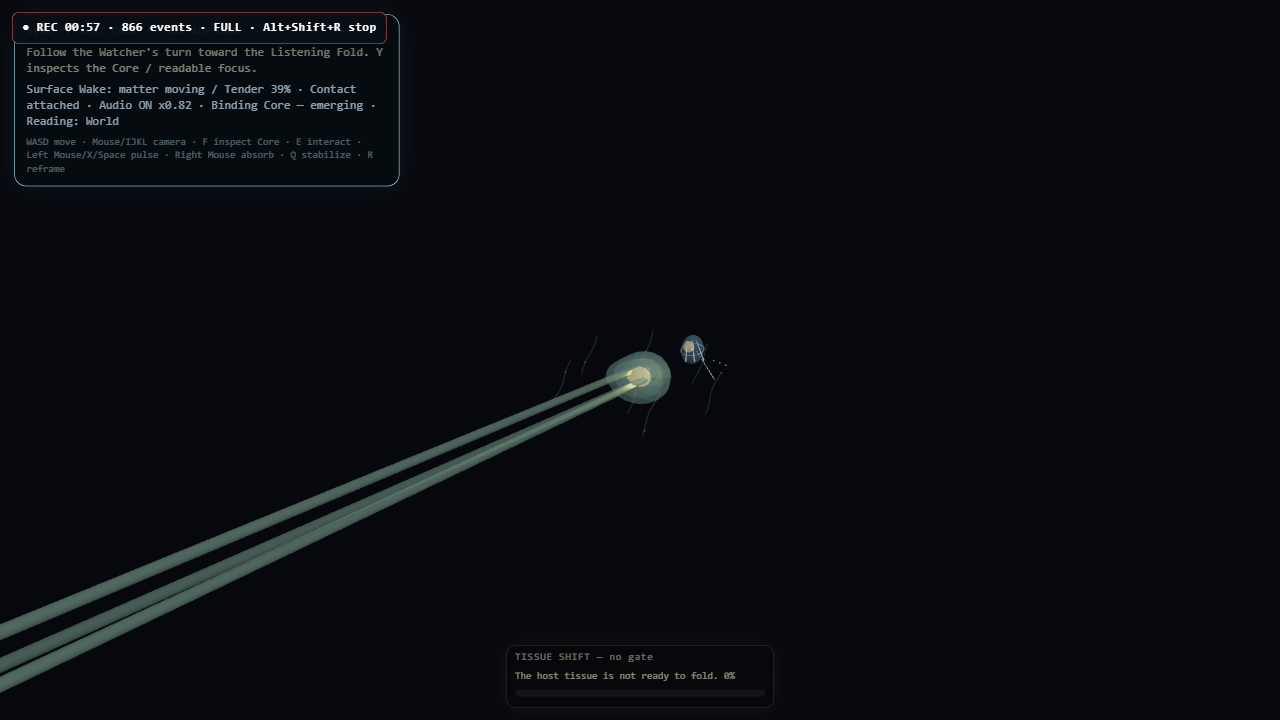 ● REC 00:57 · 866 events · FULL · Alt+Shift+R stop
Follow the Watcher's turn toward the Listening Fold. Y
inspects the Core / readable focus.
Surface Wake: matter moving / Tender 39% · Contact
attached · Audio ON x0.82 · Binding Core — emerging ·
Reading: World
WASD move · Mouse/IJKL camera · F inspect Core · E interact ·
Left Mouse/X/Space pulse · Right Mouse absorb · Q stabilize · R
reframe
TISSUE SHIFT — no gate
The host tissue is not ready to fold. 0%